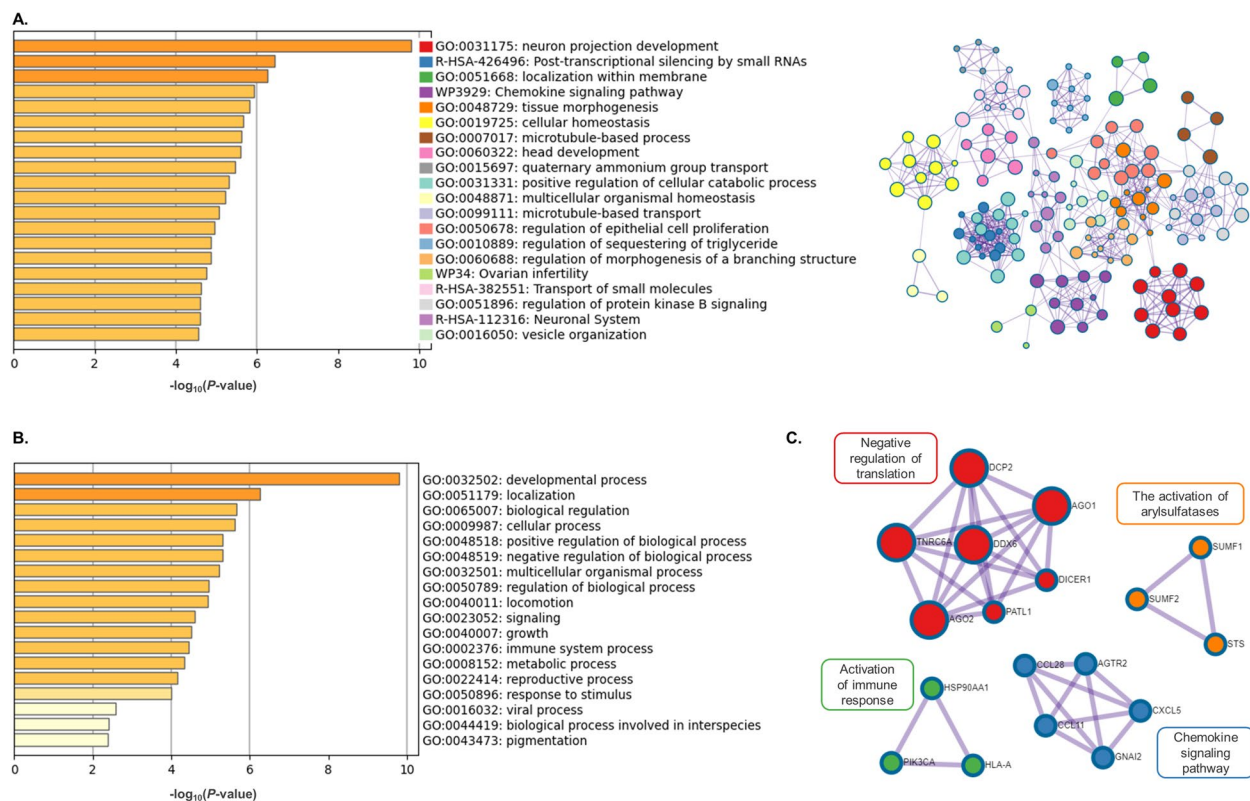 A.
GO:0031175: neuron projection development
R-HSA-426496: Post-transcriptional silencing by small RNAs
GO:0051668: localization within membrane
WP3929: Chemokine signaling pathway
GO:0048729: tissue morphogenesis
GO:0019725: cellular homeostasis
GO:0007017: microtubule-based process
GO:0060322: head development
GO:0015697: quaternary ammonium group transport
GO:0031331: positive regulation of cellular catabolic process
GO:0048871: multicellular organismal homeostasis
GO:0099111: microtubule-based transport
GO:0050678: regulation of epithelial cell proliferation
GO:0010889: regulation of sequestering of triglyceride
GO:0060688: regulation of morphogenesis of a branching structure
WP34: Ovarian infertility
R-HSA-382551: Transport of small molecules
GO:0051896: regulation of protein kinase B signaling
R-HSA-112316: Neuronal System
GO:0016050: vesicle organization
0 2 4 6 8 10
-log10(P-value)
B.
GO:0032502: developmental process
GO:0051179: localization
GO:0065007: biological regulation
GO:0009987: cellular process
GO:0048518: positive regulation of biological process
GO:0048519: negative regulation of biological process
GO:0032501: multicellular organismal process
GO:0050789: regulation of biological process
GO:0040011: locomotion
GO:0023052: signaling
GO:0040007: growth
GO:0002376: immune system process
GO:0008152: metabolic process
GO:0022414: reproductive process
GO:0050896: response to stimulus
GO:0016032: viral process
GO:0044419: biological process involved in interspecies
GO:0043473: pigmentation
0 2 4 6 8 10
-log10(P-value)
C.
Negative
regulation of
translation
DCP2
AGO1
TNRC6A
DDX6
DICER1
PATL1
AGO2
The activation of
arylsulfatases
SUMF1
SUMF2
STS
Activation
of immune
response
HSP90AA1
PIK3CA
HLA-A
CCL28
AGTR2
CXCL5
CCL11
GNAI2
Chemokine
signaling
pathway